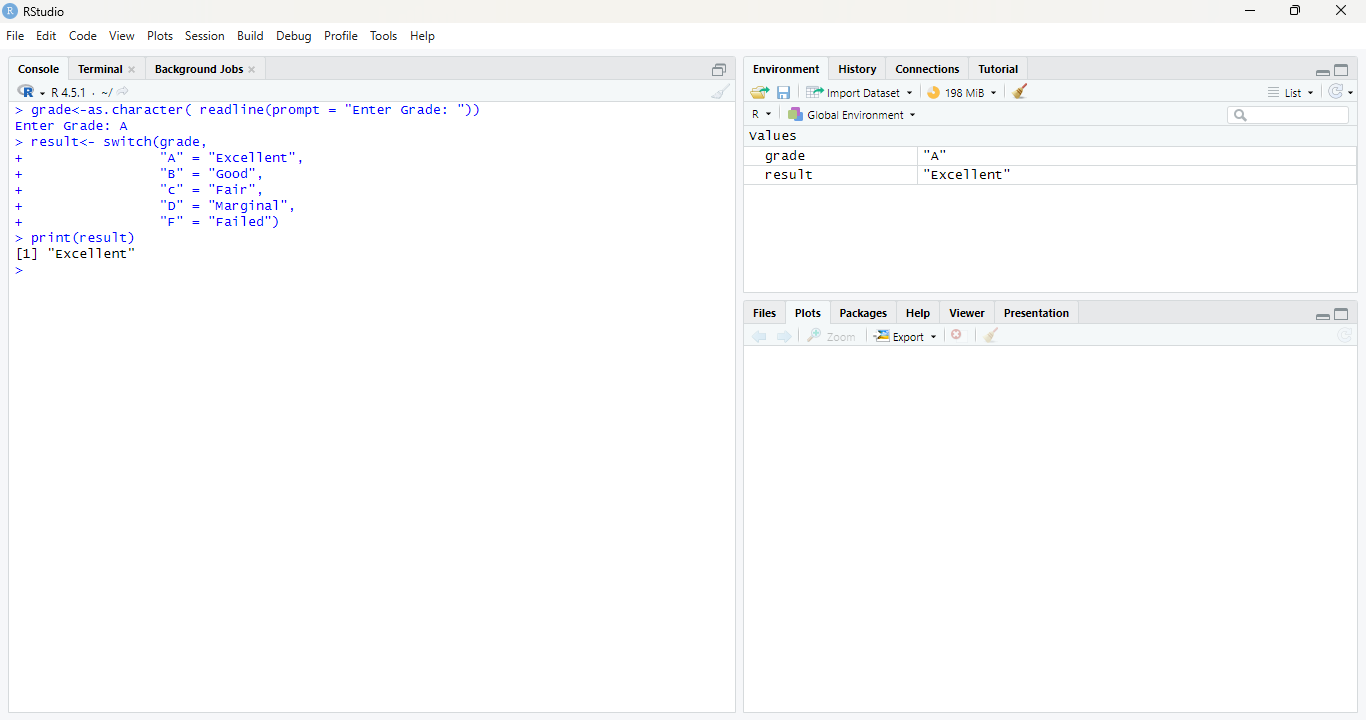 RStudio
File Edit Code View Plots Session Build Debug Profile Tools Help
Console Terminal Background Jobs
R 4.5.1 · ~/
> grade<-as.character( readline(prompt = "Enter Grade: "))
Enter Grade: A
> result<- switch(grade,
+ "A" = "Excellent",
+ "B" = "Good",
+ "C" = "Fair",
+ "D" = "Marginal",
+ "F" = "Failed")
> print(result)
[1] "Excellent"
>
Environment History Connections Tutorial
Import Dataset 198 MiB List
R Global Environment
Values
grade "A"
result "Excellent"
Files Plots Packages Help Viewer Presentation
Zoom Export